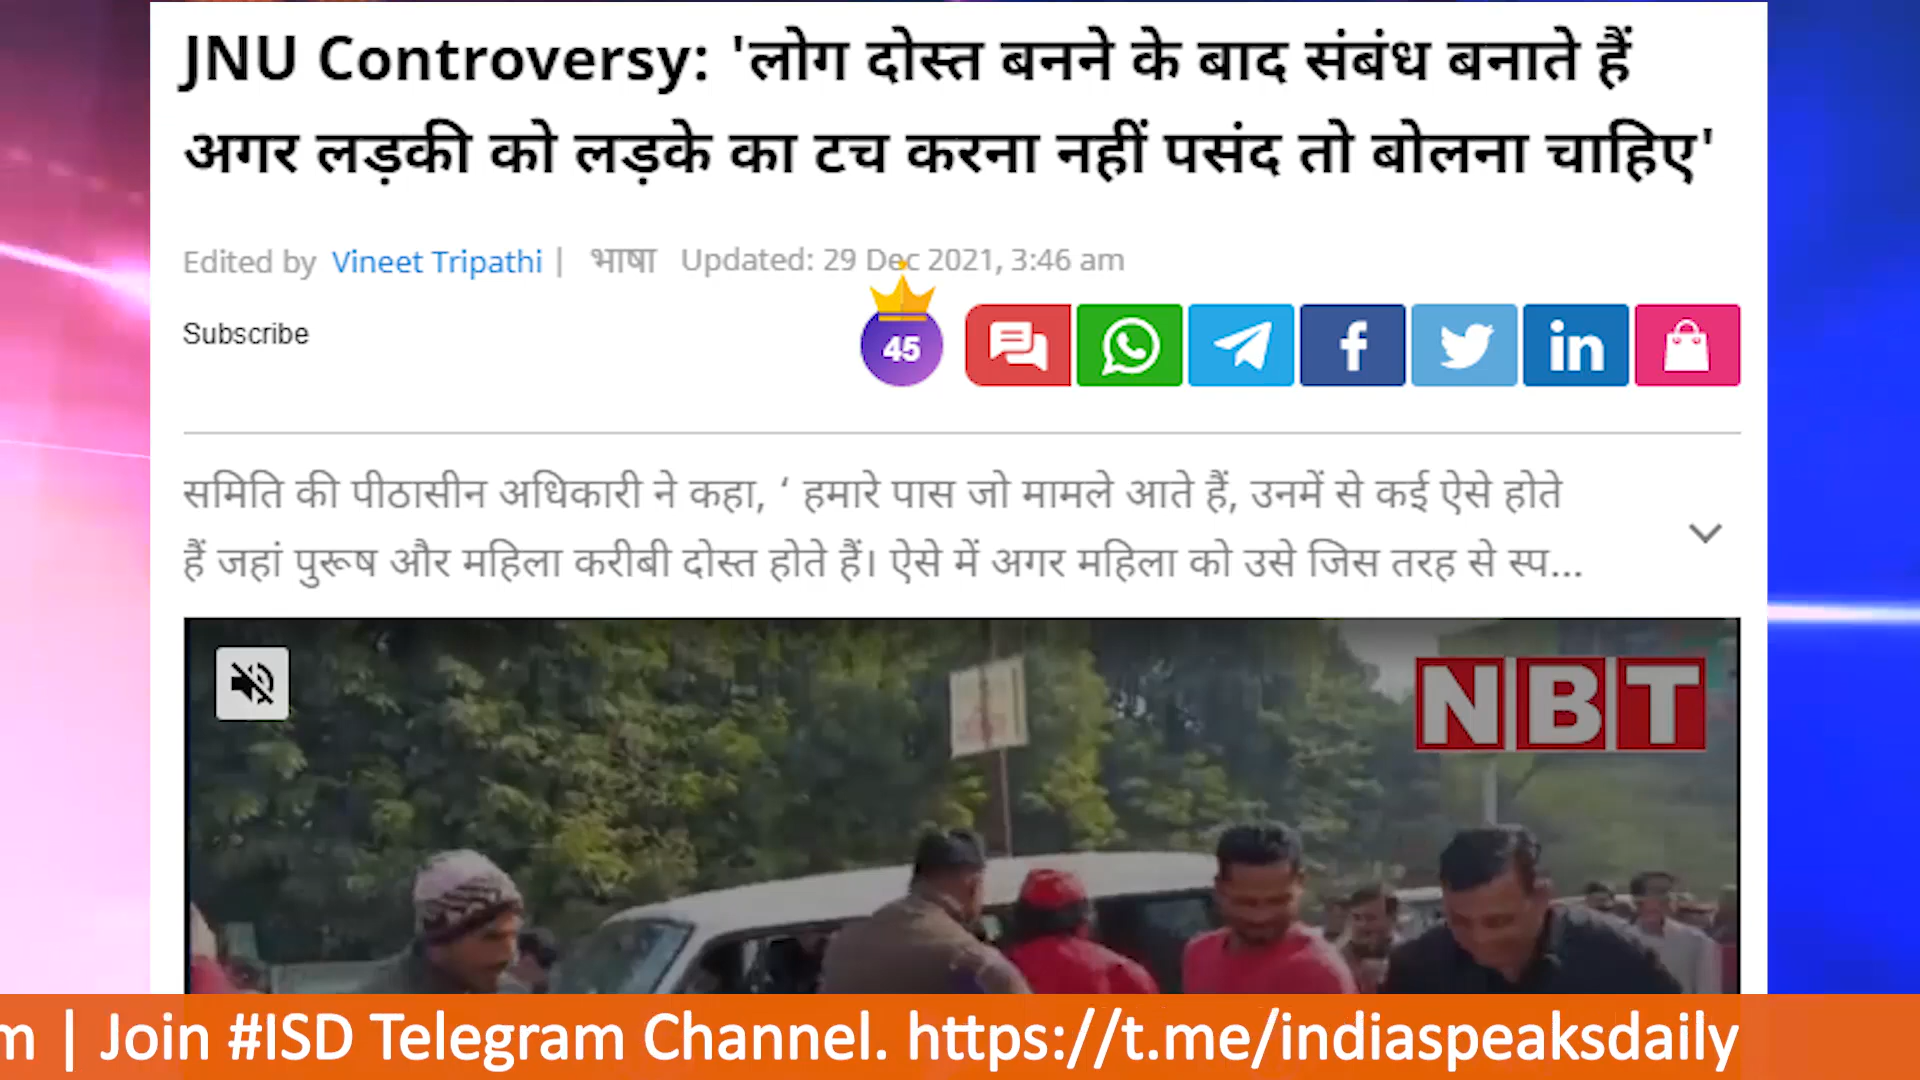 JNU Controversy: 'लोग दोस्त बनने के बाद संबंध बनाते हैं
अगर लड़की को लड़के का टच करना नहीं पसंद तो बोलना चाहिए'
Edited by Vineet Tripathi | भाषा Updated: 29 Dec 2021, 3:46 am
Subscribe
45
in
समिति की पीठासीन अधिकारी ने कहा, ‘ हमारे पास जो मामले आते हैं, उनमें से कई ऐसे होते
हैं जहां पुरूष और महिला करीबी दोस्त होते हैं। ऐसे में अगर महिला को उसे जिस तरह से स्प...
NBT
m | Join #ISD Telegram Channel. https://t.me/indiaspeaksdaily